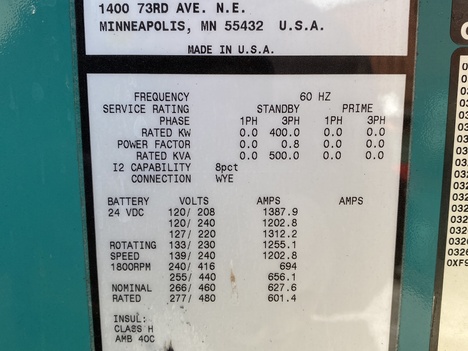 1400 73RD AVE. N.E.
MINNEAPOLIS, MN 55432 U.S.A.
MADE IN U.S.A.
FREQUENCY 60 HZ
SERVICE RATING STANDBY PRIME
PHASE 1PH 3PH 1PH 3PH
RATED KW 0.0 400.0 0.0 0.0
POWER FACTOR 0.0 0.8 0.0 0.0
RATED KVA 0.0 500.0 0.0 0.0
I2 CAPABILITY 8pct
CONNECTION WYE
BATTERY VOLTS AMPS AMPS
24 VDC 120/ 208 1387.9
120/ 240 1202.8
127/ 220 1312.2
ROTATING 133/ 230 1255.1
SPEED 139/ 240 1202.8
1800RPM 240/ 416 694
255/ 440 656.1
NOMINAL 266/ 460 627.6
RATED 277/ 480 601.4
INSUL:
CLASS H
AMB 40C